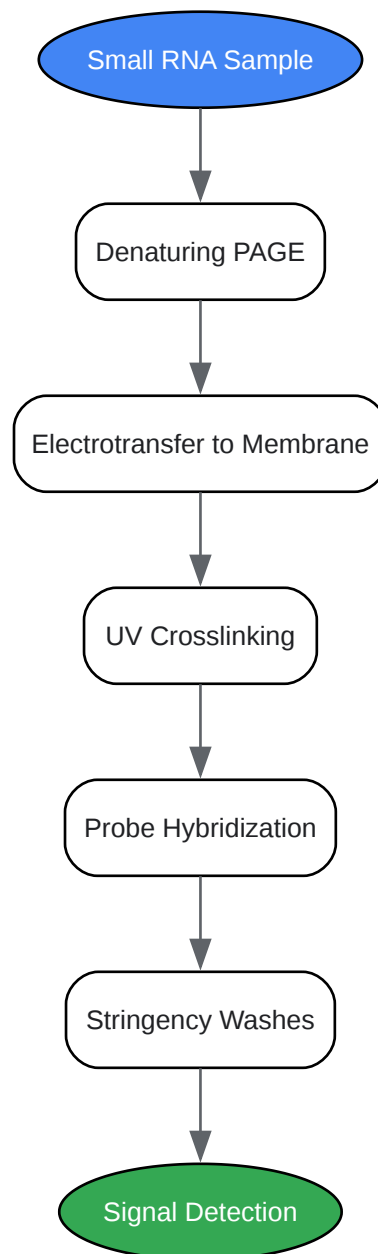 Small RNA Sample
Denaturing PAGE
Electrotransfer to Membrane
UV Crosslinking
Probe Hybridization
Stringency Washes
Signal Detection